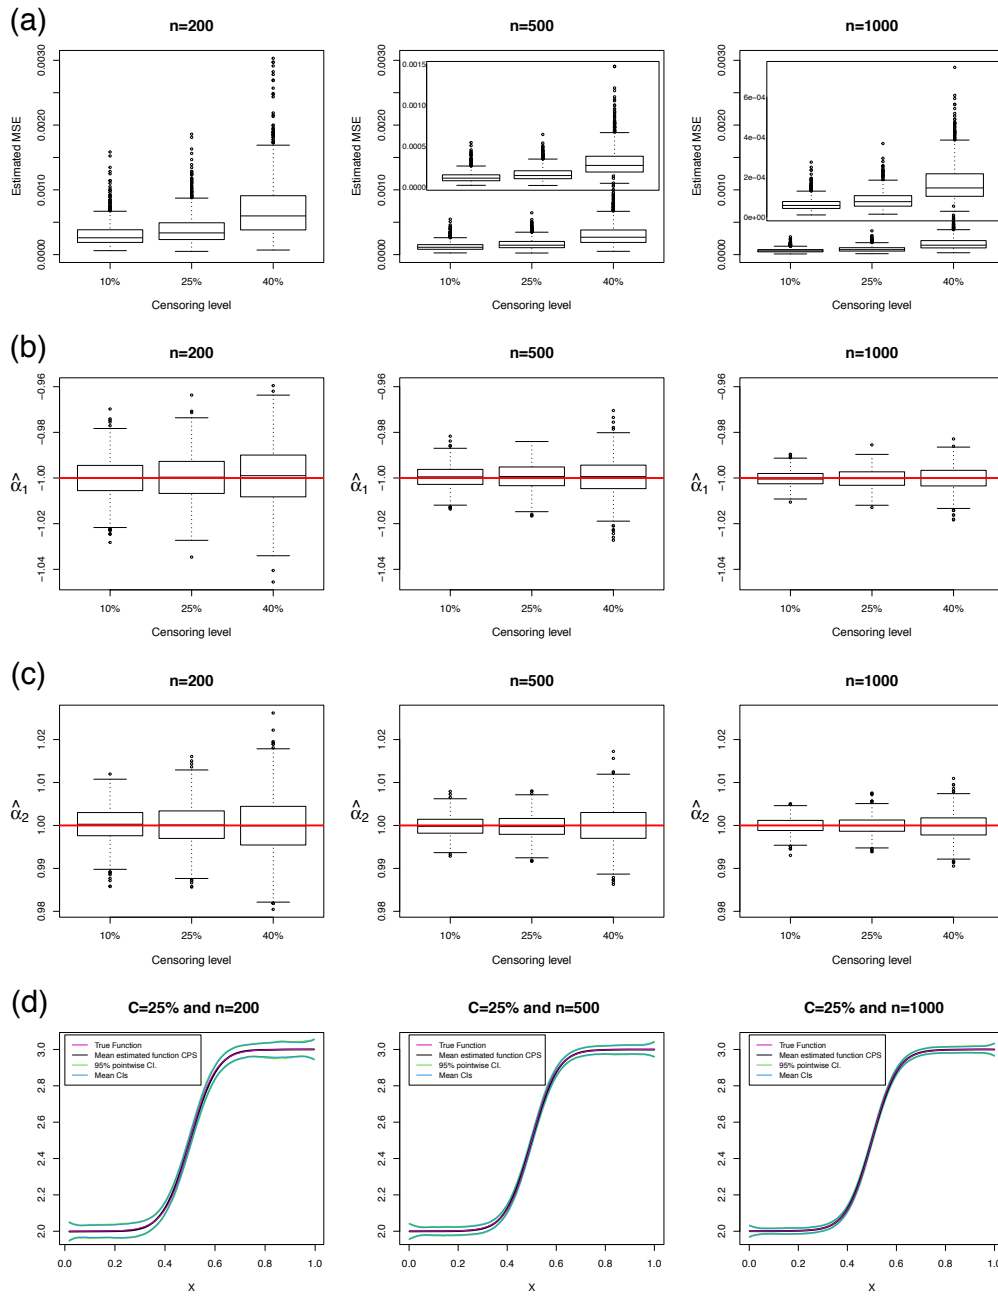 (a)
n=200
n=500
n=1000
Estimated MSE
0.0000
0.0010
0.0020
0.0030
10%
25%
40%
Censoring level
Estimated MSE
0.0000
0.0010
0.0020
0.0030
0.0000
0.0005
0.0010
0.0015
10%
25%
40%
Censoring level
Estimated MSE
0.0000
0.0010
0.0020
0.0030
0e+00
2e-04
4e-04
6e-04
10%
25%
40%
Censoring level
(b)
n=200
n=500
n=1000
α̂1
-1.04
-1.02
-1.00
-0.98
-0.96
10%
25%
40%
Censoring level
α̂1
-1.04
-1.02
-1.00
-0.98
-0.96
10%
25%
40%
Censoring level
α̂1
-1.04
-1.02
-1.00
-0.98
-0.96
10%
25%
40%
Censoring level
(c)
n=200
n=500
n=1000
α̂2
0.98
0.99
1.00
1.01
1.02
10%
25%
40%
Censoring level
α̂2
0.98
0.99
1.00
1.01
1.02
10%
25%
40%
Censoring level
α̂2
0.98
0.99
1.00
1.01
1.02
10%
25%
40%
Censoring level
(d)
C=25% and n=200
C=25% and n=500
C=25% and n=1000
True Function
Mean estimated function CPS
95% pointwise CI.
Mean CIs
2.0
2.2
2.4
2.6
2.8
3.0
0.0
0.2
0.4
0.6
0.8
1.0
X
True Function
Mean estimated function CPS
95% pointwise CI.
Mean CIs
2.0
2.2
2.4
2.6
2.8
3.0
0.0
0.2
0.4
0.6
0.8
1.0
X
True Function
Mean estimated function CPS
95% pointwise CI.
Mean CIs
2.0
2.2
2.4
2.6
2.8
3.0
0.0
0.2
0.4
0.6
0.8
1.0
X